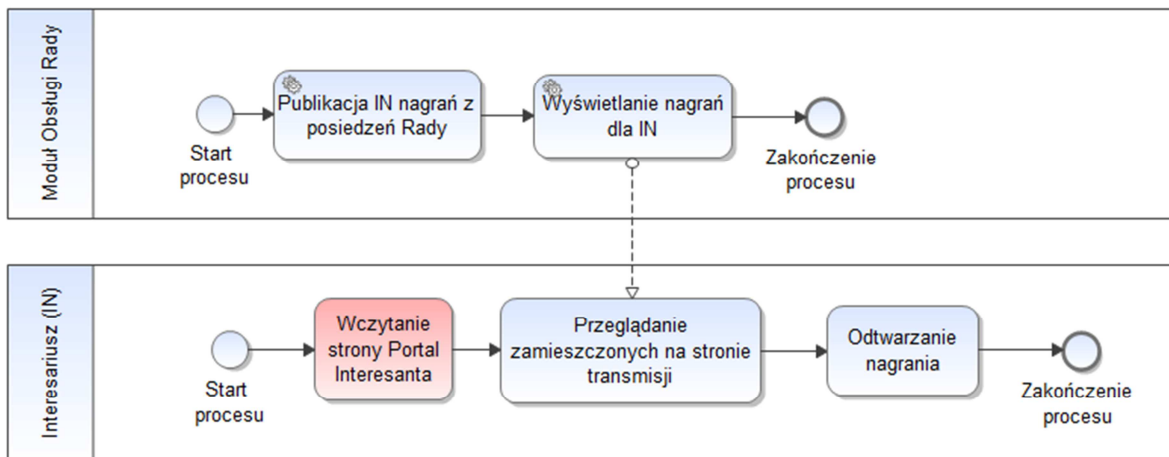 Moduł Obsługi Rady
Start
procesu
Publikacja IN nagrań z
posiedzeń Rady
Wyświetlanie nagrań
dla IN
Zakończenie
procesu
Interesariusz (IN)
Start
procesu
Wczytanie
strony Portal
Interesanta
Przeglądanie
zamieszczonych na stronie
transmisji
Odtwarzanie
nagrania
Zakończenie
procesu